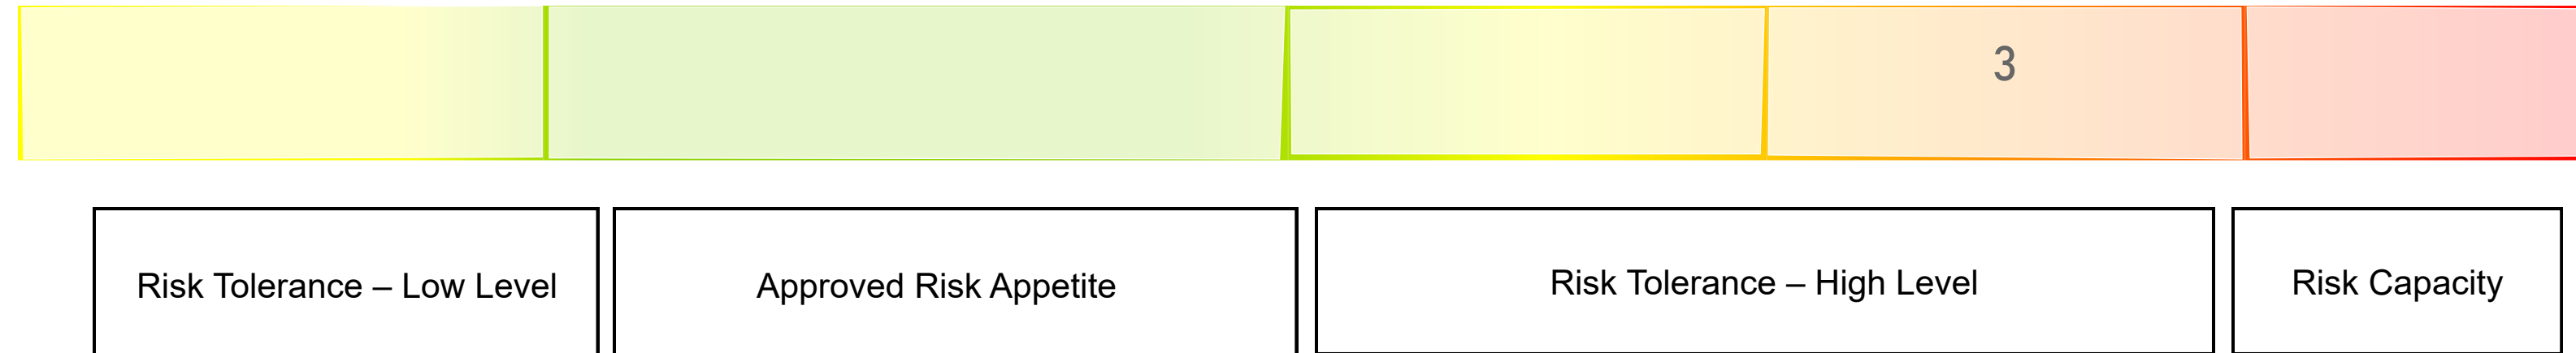 3
Risk Tolerance – Low Level
Approved Risk Appetite
Risk Tolerance – High Level
Risk Capacity